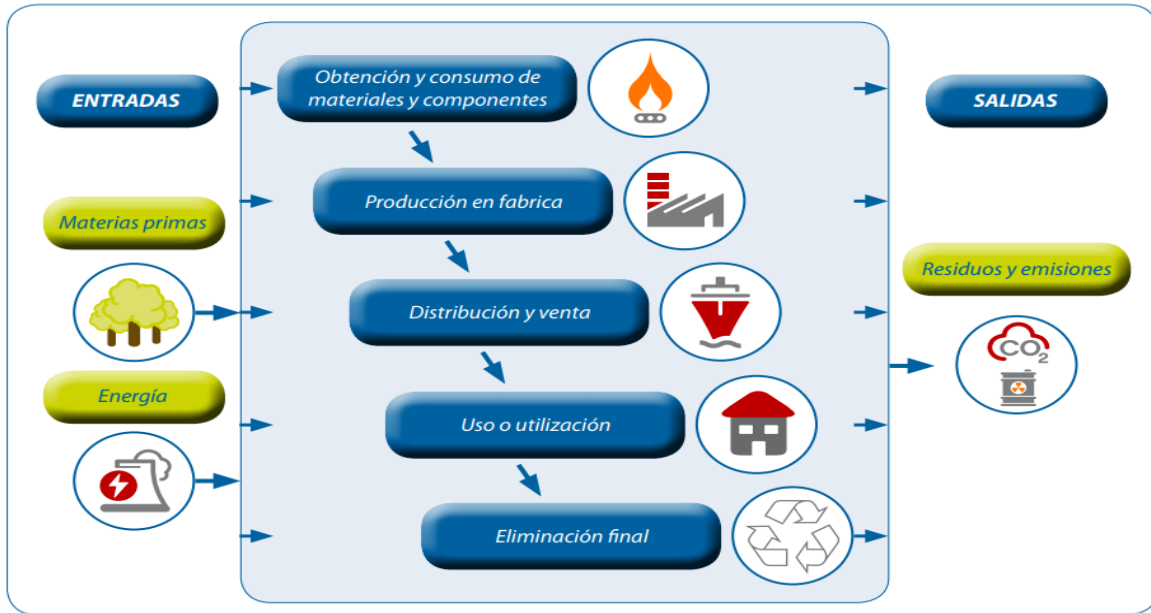 ENTRADAS
Materias primas
Energía
Obtención y consumo de
materiales y componentes
Producción en fabrica
Distribución y venta
Uso o utilización
Eliminación final
SALIDAS
Residuos y emisiones
CO2